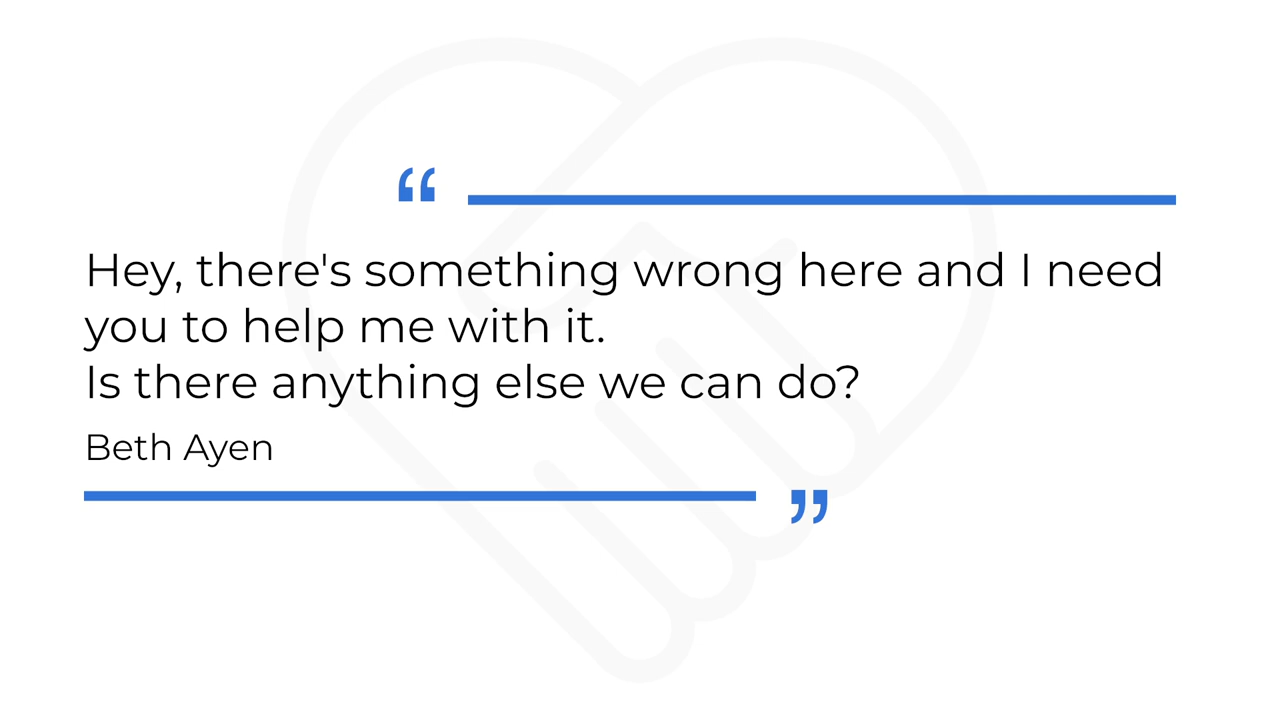 “
Hey, there's something wrong here and I need
you to help me with it.
Is there anything else we can do?
Beth Ayen
”